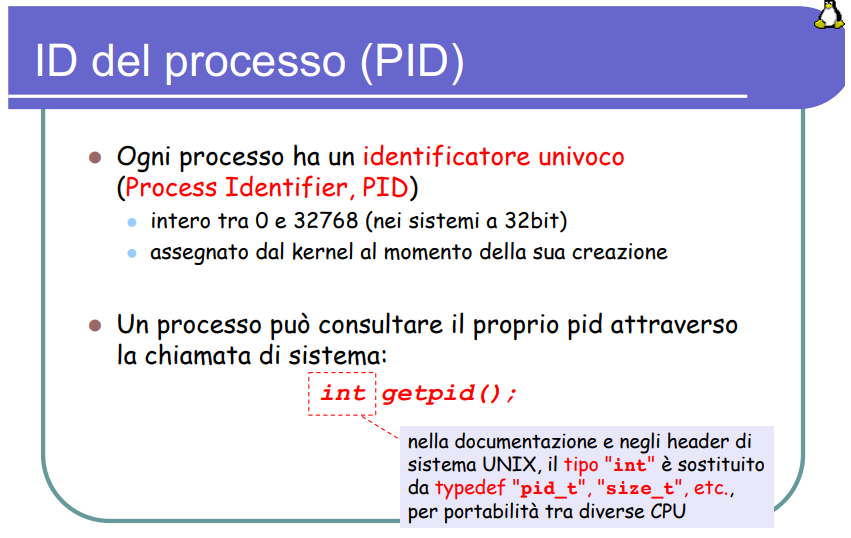 ID del processo (PID)
Ogni processo ha un identificatore univoco
(Process Identifier, PID)
intero tra 0 e 32768 (nei sistemi a 32bit)
assegnato dal kernel al momento della sua creazione
Un processo può consultare il proprio pid attraverso
la chiamata di sistema:
int getpid();
nella documentazione e negli header di
sistema UNIX, il tipo "int" è sostituito
da typedef "pid_t", "size_t", etc.,
per portabilità tra diverse CPU